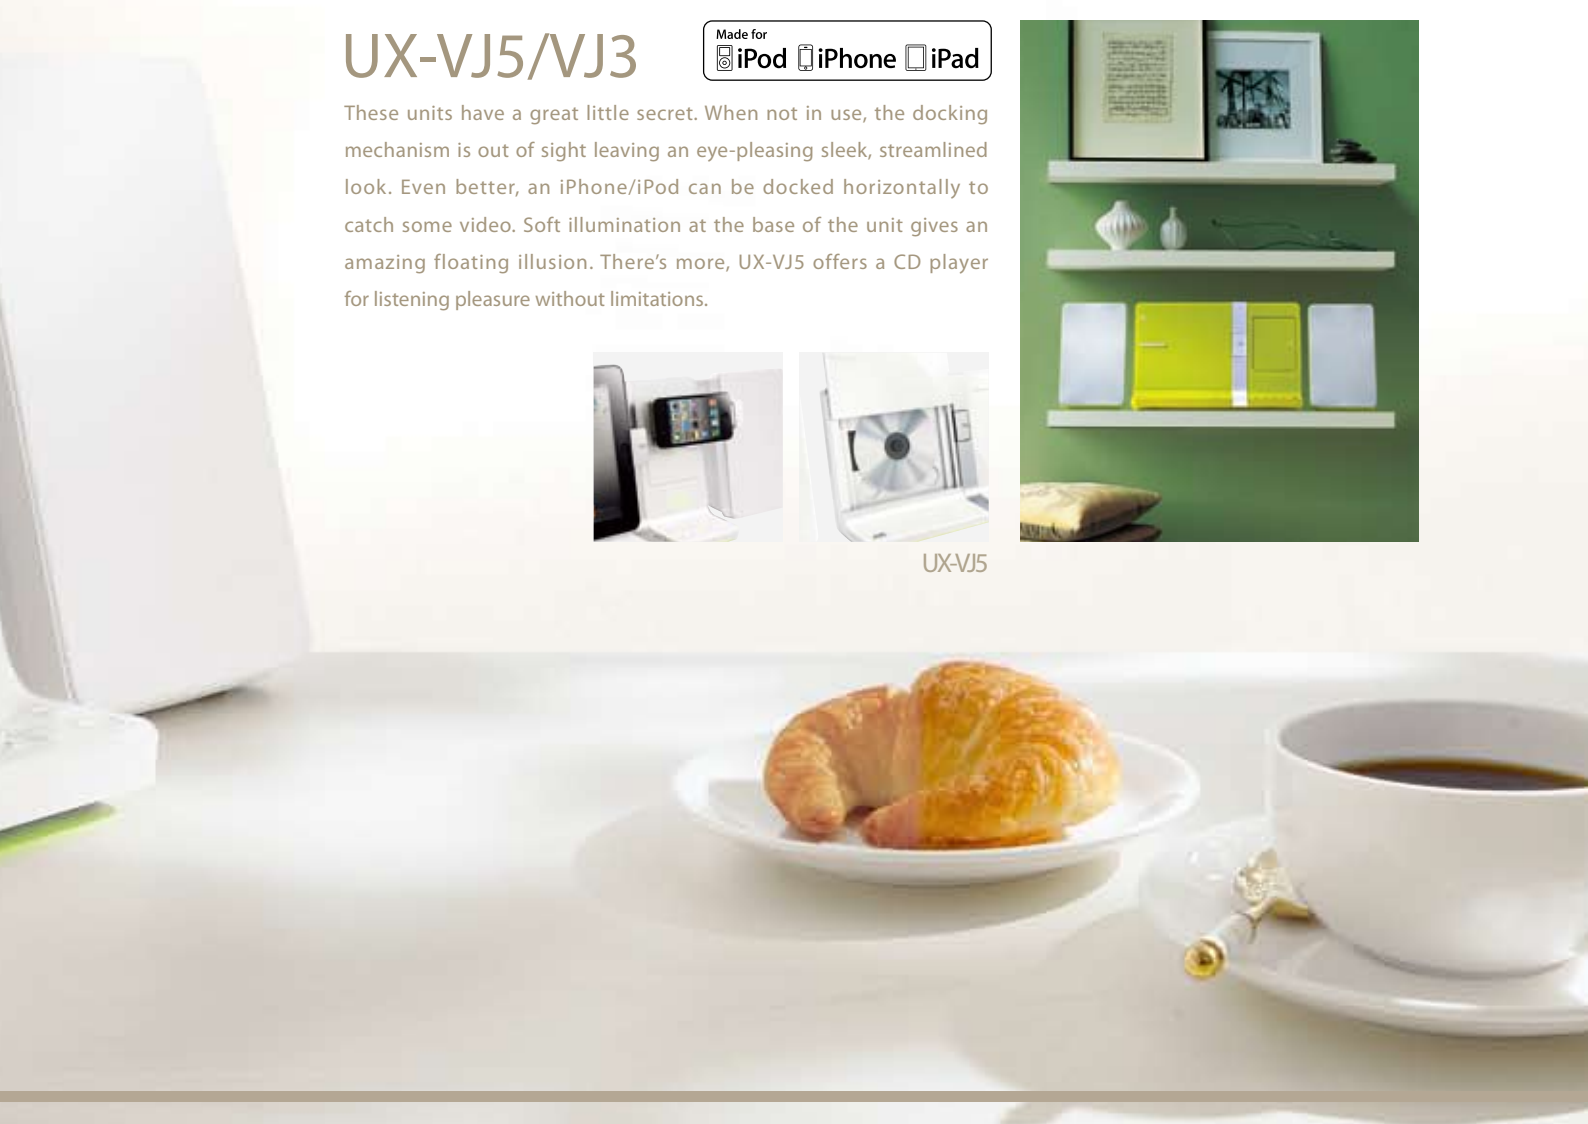 UX-VJ5/VJ3
Made for
iPod iPhone iPad
These units have a great little secret. When not in use, the docking
mechanism is out of sight leaving an eye-pleasing sleek, streamlined
look. Even better, an iPhone/iPod can be docked horizontally to
catch some video. Soft illumination at the base of the unit gives an
amazing floating illusion. There’s more, UX-VJ5 offers a CD player
for listening pleasure without limitations.
UX-VJ5